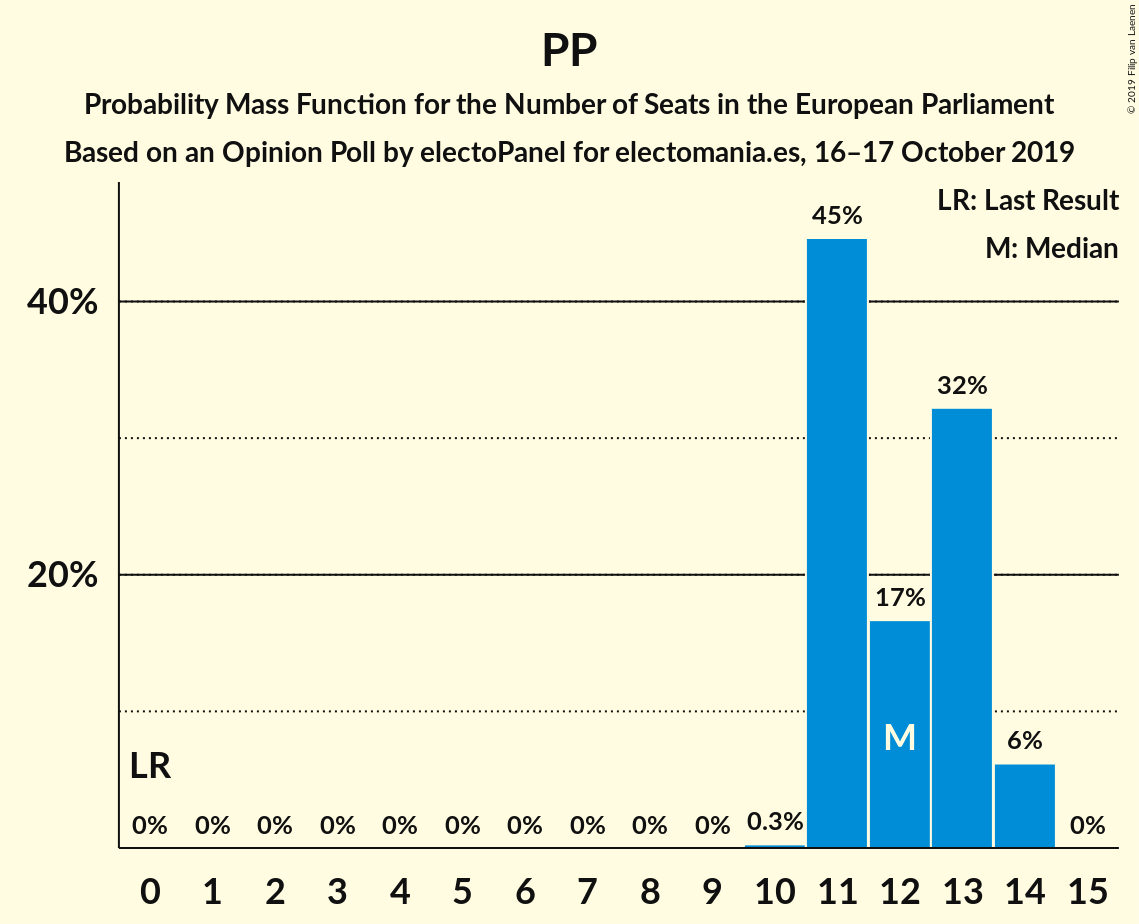 PP
Probability Mass Function for the Number of Seats in the European Parliament
Based on an Opinion Poll by electoPanel for electomania.es, 16–17 October 2019
© 2019 Filip van Laenen
LR: Last Result
M: Median
45%
40%
32%
20%
17%
M
6%
LR
0% 0% 0% 0% 0% 0% 0% 0% 0% 0% 0.3% 0%
0 1 2 3 4 5 6 7 8 9 10 11 12 13 14 15